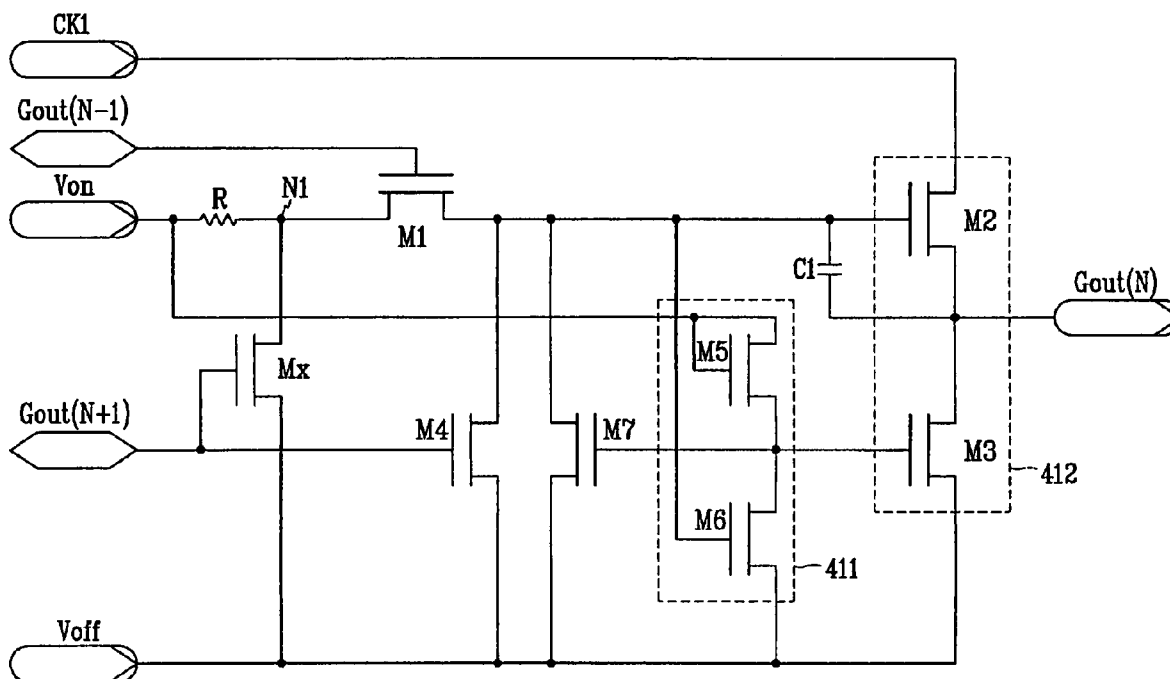 CK1
Gout(N-1)
Von
R
N1
M1
M2
C1
Gout(N)
M5
Mx
Gout(N+1)
M4
M7
M3
412
M6
411
Voff